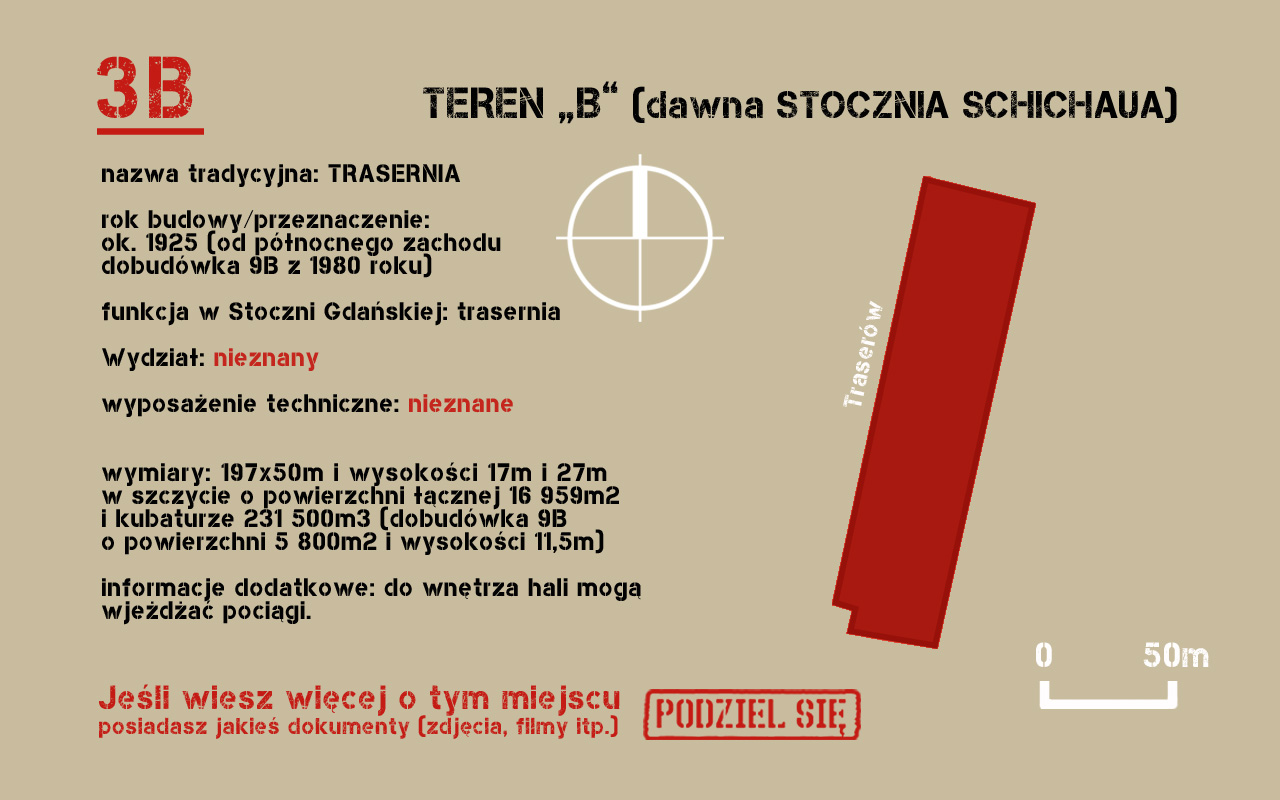 3B
TEREN „B“ (dawna STOCZNIA SCHICHAUA)
nazwa tradycyjna: TRASERNIA
rok budowy/przeznaczenie:
ok. 1925 (od północnego zachodu
dobudówka 9B z 1980 roku)
funkcja w Stoczni Gdańskiej: trasernia
Wydział: nieznany
wyposażenie techniczne: nieznane
wymiary: 197x50m i wysokości 17m i 27m
w szczycie o powierzchni łącznej 16 959m2
i kubaturze 231 500m3 (dobudówka 9B
o powierzchni 5 800m2 i wysokości 11,5m)
informacje dodatkowe: do wnętrza hali mogą
wjeżdżać pociągi.
Traserów
0 50m
Jeśli wiesz więcej o tym miejscu
posiadasz jakieś dokumenty (zdjęcia, filmy itp.)
PODZIEL SIĘ